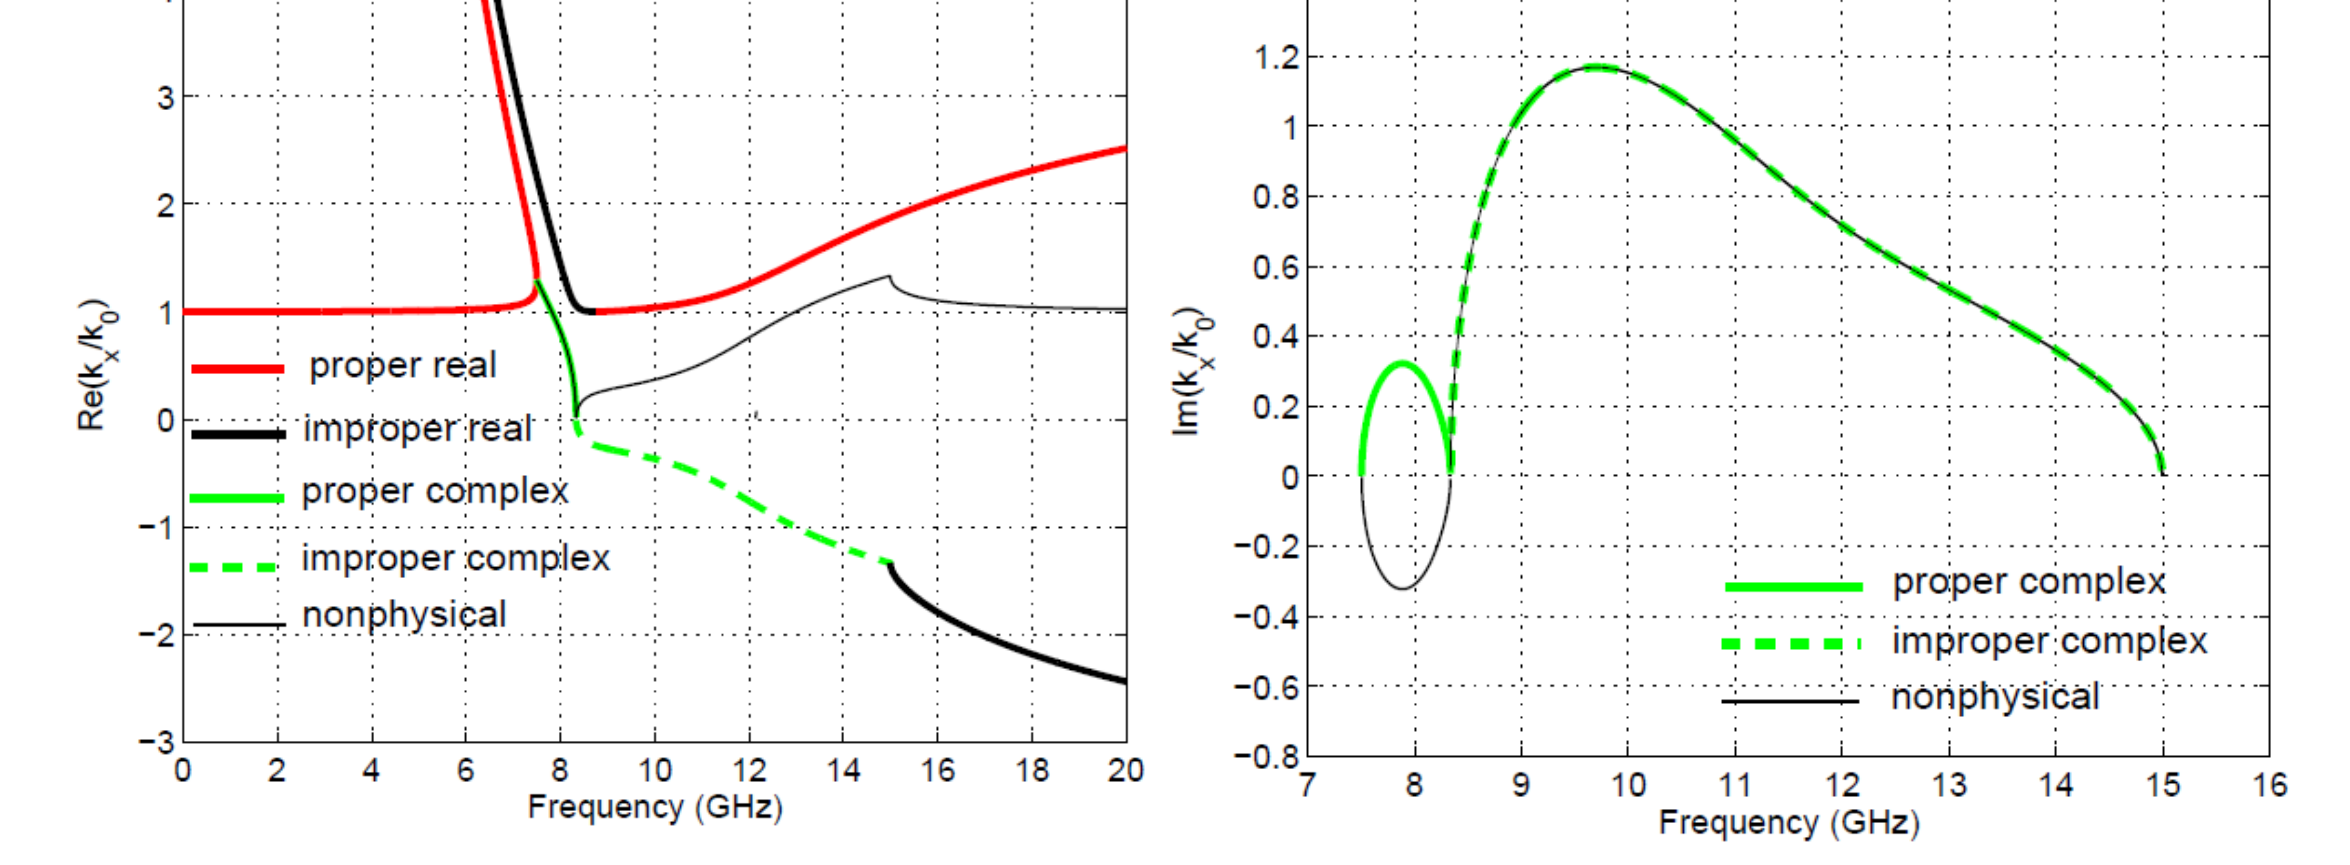 3
2
1
0
−1
−2
−3
Re(kx/k0)
proper real
improper real
proper complex
improper complex
nonphysical
0 2 4 6 8 10 12 14 16 18 20
Frequency (GHz)
1.2
1
0.8
0.6
0.4
0.2
0
−0.2
−0.4
−0.6
−0.8
Im(kx/k0)
proper complex
improper complex
nonphysical
7 8 9 10 11 12 13 14 15 16
Frequency (GHz)